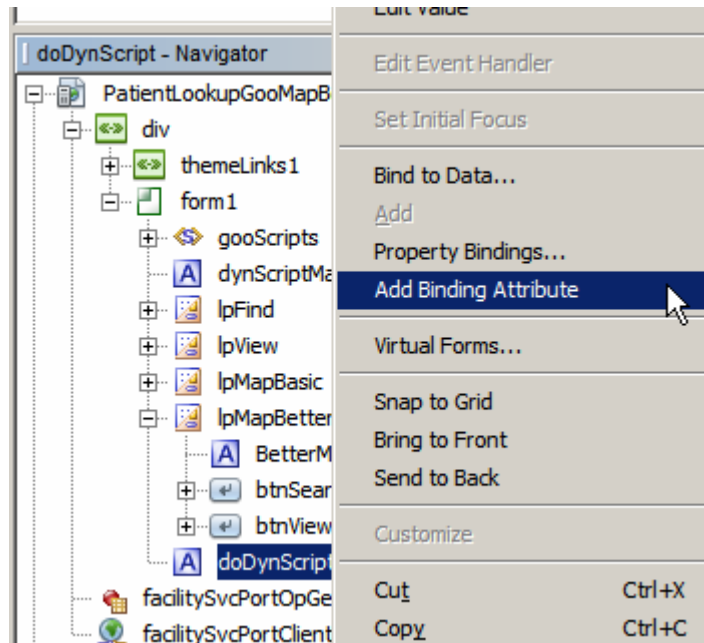 Edit Value
doDynScript - Navigator
Edit Event Handler
PatientLookupGooMapB
Set Initial Focus
div
themeLinks1
Bind to Data...
form1
Add
gooScripts
Property Bindings...
dynScriptMa
Add Binding Attribute
lpFind
lpView
Virtual Forms...
lpMapBasic
Snap to Grid
lpMapBetter
Bring to Front
BetterM
Send to Back
btnSear
btnView
Customize
doDynScript
facilitySvcPortOpGe
Cut Ctrl+X
facilitySvcPortClient
Copy Ctrl+C